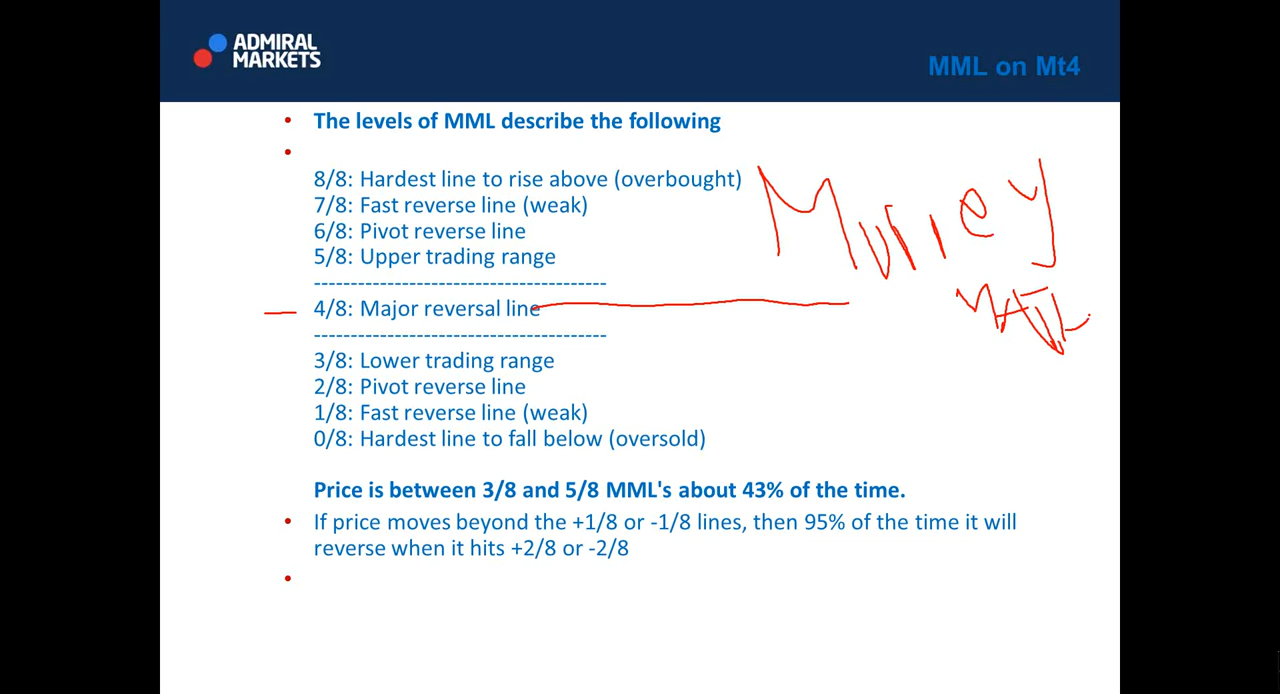 ADMIRAL
MARKETS
MML on Mt4
• The levels of MML describe the following
•
8/8: Hardest line to rise above (overbought)
7/8: Fast reverse line (weak)
6/8: Pivot reverse line
5/8: Upper trading range
---------------------------------------
4/8: Major reversal line
---------------------------------------
3/8: Lower trading range
2/8: Pivot reverse line
1/8: Fast reverse line (weak)
0/8: Hardest line to fall below (oversold)
Price is between 3/8 and 5/8 MML's about 43% of the time.
• If price moves beyond the +1/8 or -1/8 lines, then 95% of the time it will
reverse when it hits +2/8 or -2/8
•
Murrey
Math